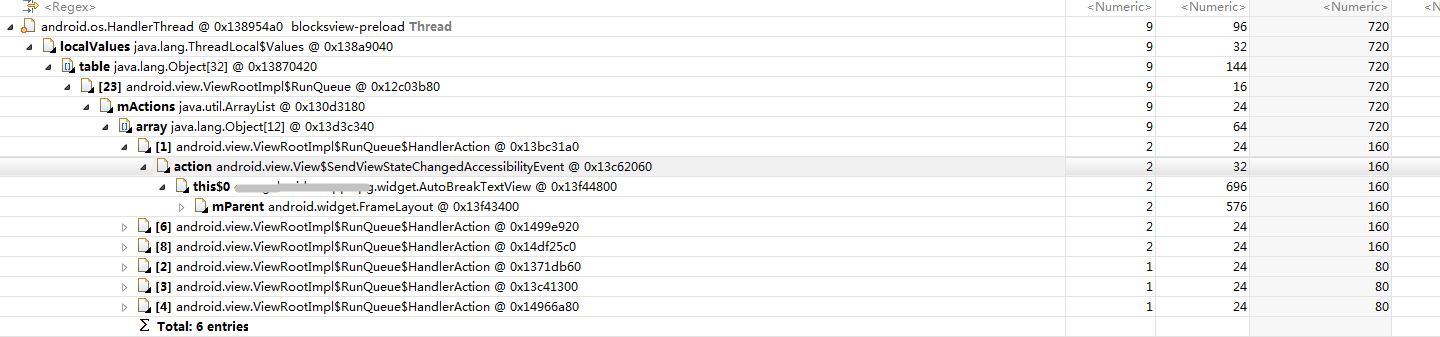 <Regex> <Numeric> <Numeric> <Numeric> <N
android.os.HandlerThread @ 0x138954a0 blocksview-preload Thread 9 96 720
localValues java.lang.ThreadLocal$Values @ 0x138a9040 9 32 720
table java.lang.Object[32] @ 0x13870420 9 144 720
[23] android.view.ViewRootImpl$RunQueue @ 0x12c03b80 9 16 720
mActions java.util.ArrayList @ 0x130d3180 9 24 720
array java.lang.Object[12] @ 0x13d3c340 9 64 720
[1] android.view.ViewRootImpl$RunQueue$HandlerAction @ 0x13bc31a0 2 24 160
action android.view.View$SendViewStateChangedAccessibilityEvent @ 0x13c62060 2 32 160
this$0 .widget.AutoBreakTextView @ 0x13f44800 2 696 160
mParent android.widget.FrameLayout @ 0x13f43400 2 576 160
[6] android.view.ViewRootImpl$RunQueue$HandlerAction @ 0x1499e920 2 24 160
[8] android.view.ViewRootImpl$RunQueue$HandlerAction @ 0x14df25c0 2 24 160
[2] android.view.ViewRootImpl$RunQueue$HandlerAction @ 0x1371db60 1 24 80
[3] android.view.ViewRootImpl$RunQueue$HandlerAction @ 0x13c41300 1 24 80
[4] android.view.ViewRootImpl$RunQueue$HandlerAction @ 0x14966a80 1 24 80
Σ Total: 6 entries